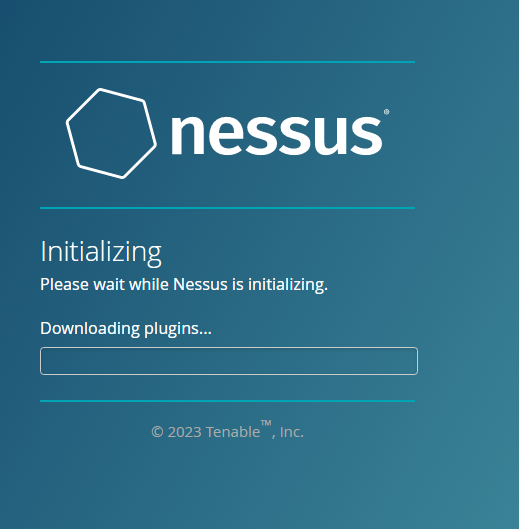 nessus®
Initializing
Please wait while Nessus is initializing.
Downloading plugins...
© 2023 Tenable™, Inc.